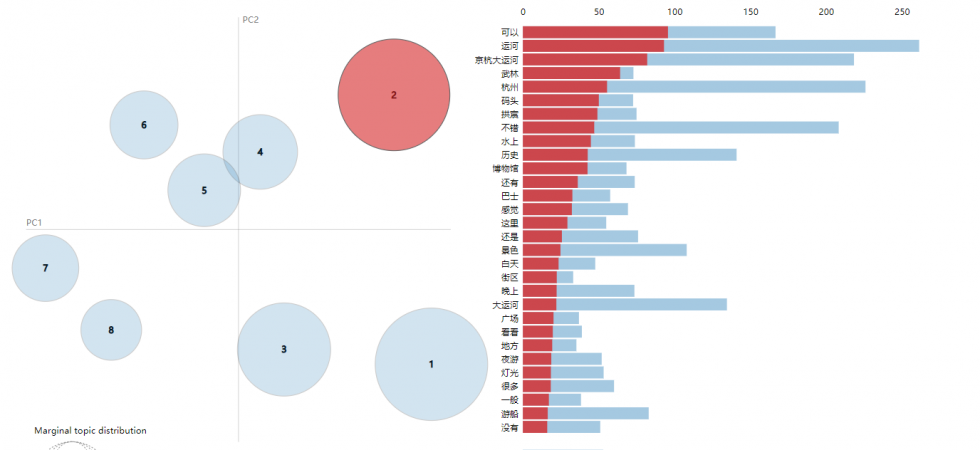 PC2
2
6
4
5
PC1
7
8
3
1
Marginal topic distribution
0 50 100 150 200 250
可以
运河
京杭大运河
武林
杭州
码头
拱宸
不错
水上
历史
博物馆
还有
巴士
感觉
这里
还是
景色
白天
街区
晚上
大运河
广场
看看
地方
夜游
灯光
很多
一般
游船
没有